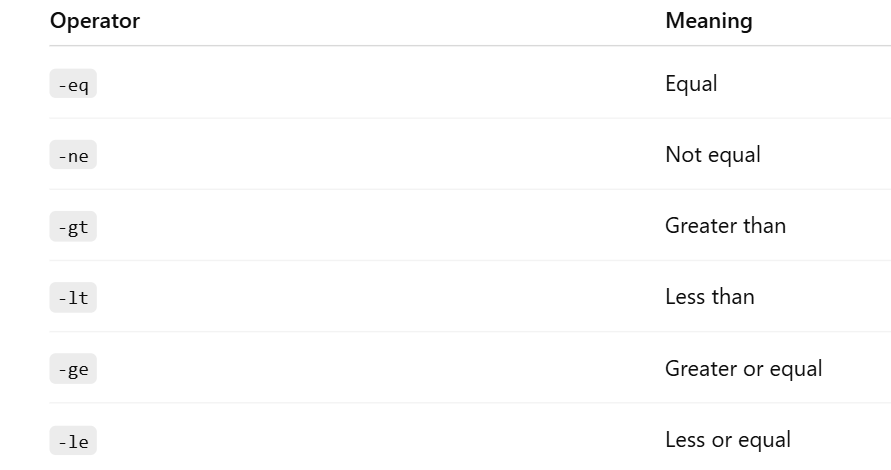 Operator Meaning
-eq Equal
-ne Not equal
-gt Greater than
-lt Less than
-ge Greater or equal
-le Less or equal